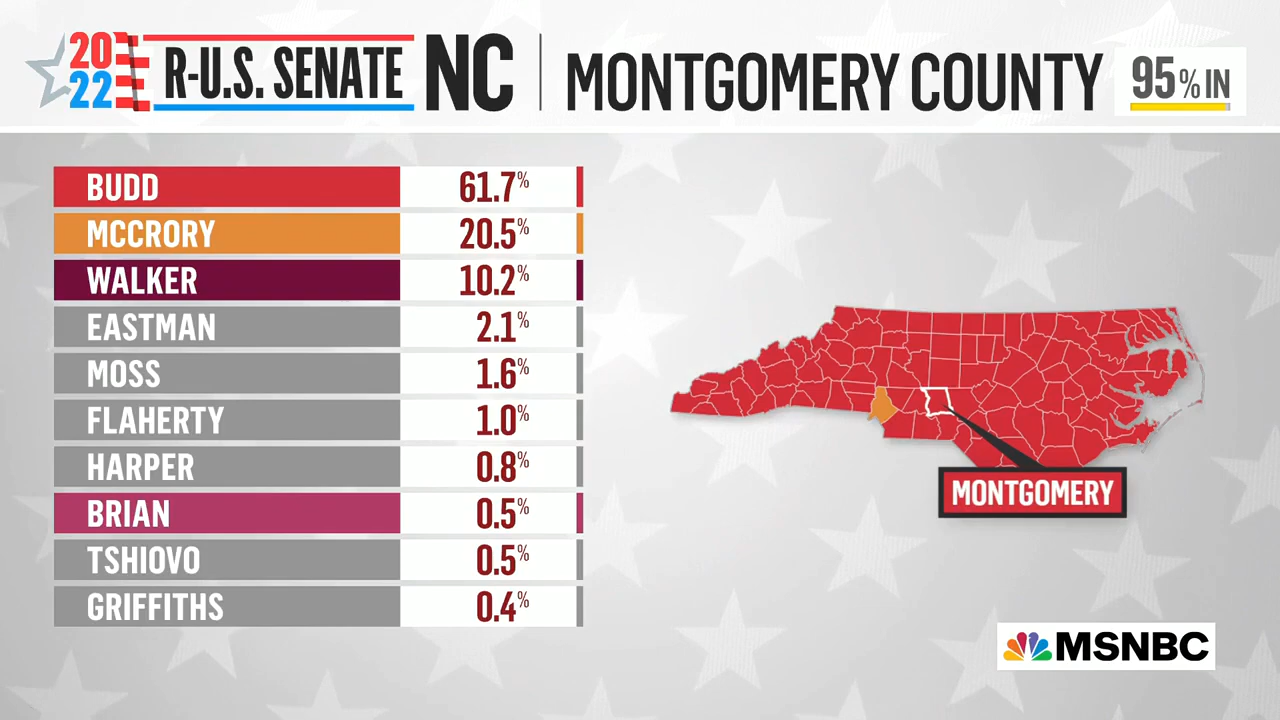 2022 R-U.S. SENATE NC MONTGOMERY COUNTY 95% IN
BUDD 61.7%
MCCRORY 20.5%
WALKER 10.2%
EASTMAN 2.1%
MOSS 1.6%
FLAHERTY 1.0%
HARPER 0.8%
BRIAN 0.5%
TSHIOVO 0.5%
GRIFFITHS 0.4%
MONTGOMERY
MSNBC